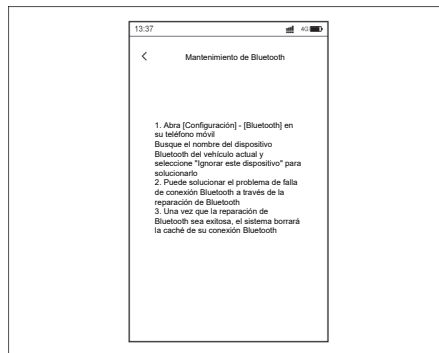 13:37
4G
Mantenimiento de Bluetooth
1. Abra [Configuración] - [Bluetooth] en
su teléfono móvil
Busque el nombre del dispositivo
Bluetooth del vehículo actual y
seleccione "Ignorar este dispositivo" para
solucionarlo
2. Puede solucionar el problema de falla
de conexión Bluetooth a través de la
reparación de Bluetooth
3. Una vez que la reparación de
Bluetooth sea exitosa, el sistema borrará
la caché de su conexión Bluetooth